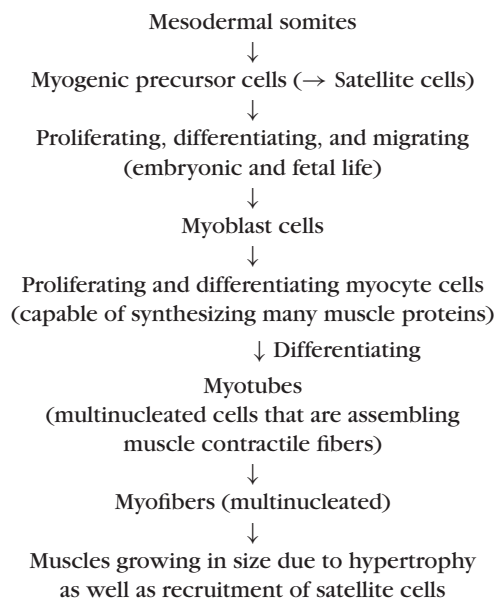 Mesodermal somites
↓
Myogenic precursor cells (→ Satellite cells)
↓
Proliferating, differentiating, and migrating
(embryonic and fetal life)
↓
Myoblast cells
↓
Proliferating and differentiating myocyte cells
(capable of synthesizing many muscle proteins)
↓ Differentiating
Myotubes
(multinucleated cells that are assembling
muscle contractile fibers)
↓
Myofibers (multinucleated)
↓
Muscles growing in size due to hypertrophy
as well as recruitment of satellite cells